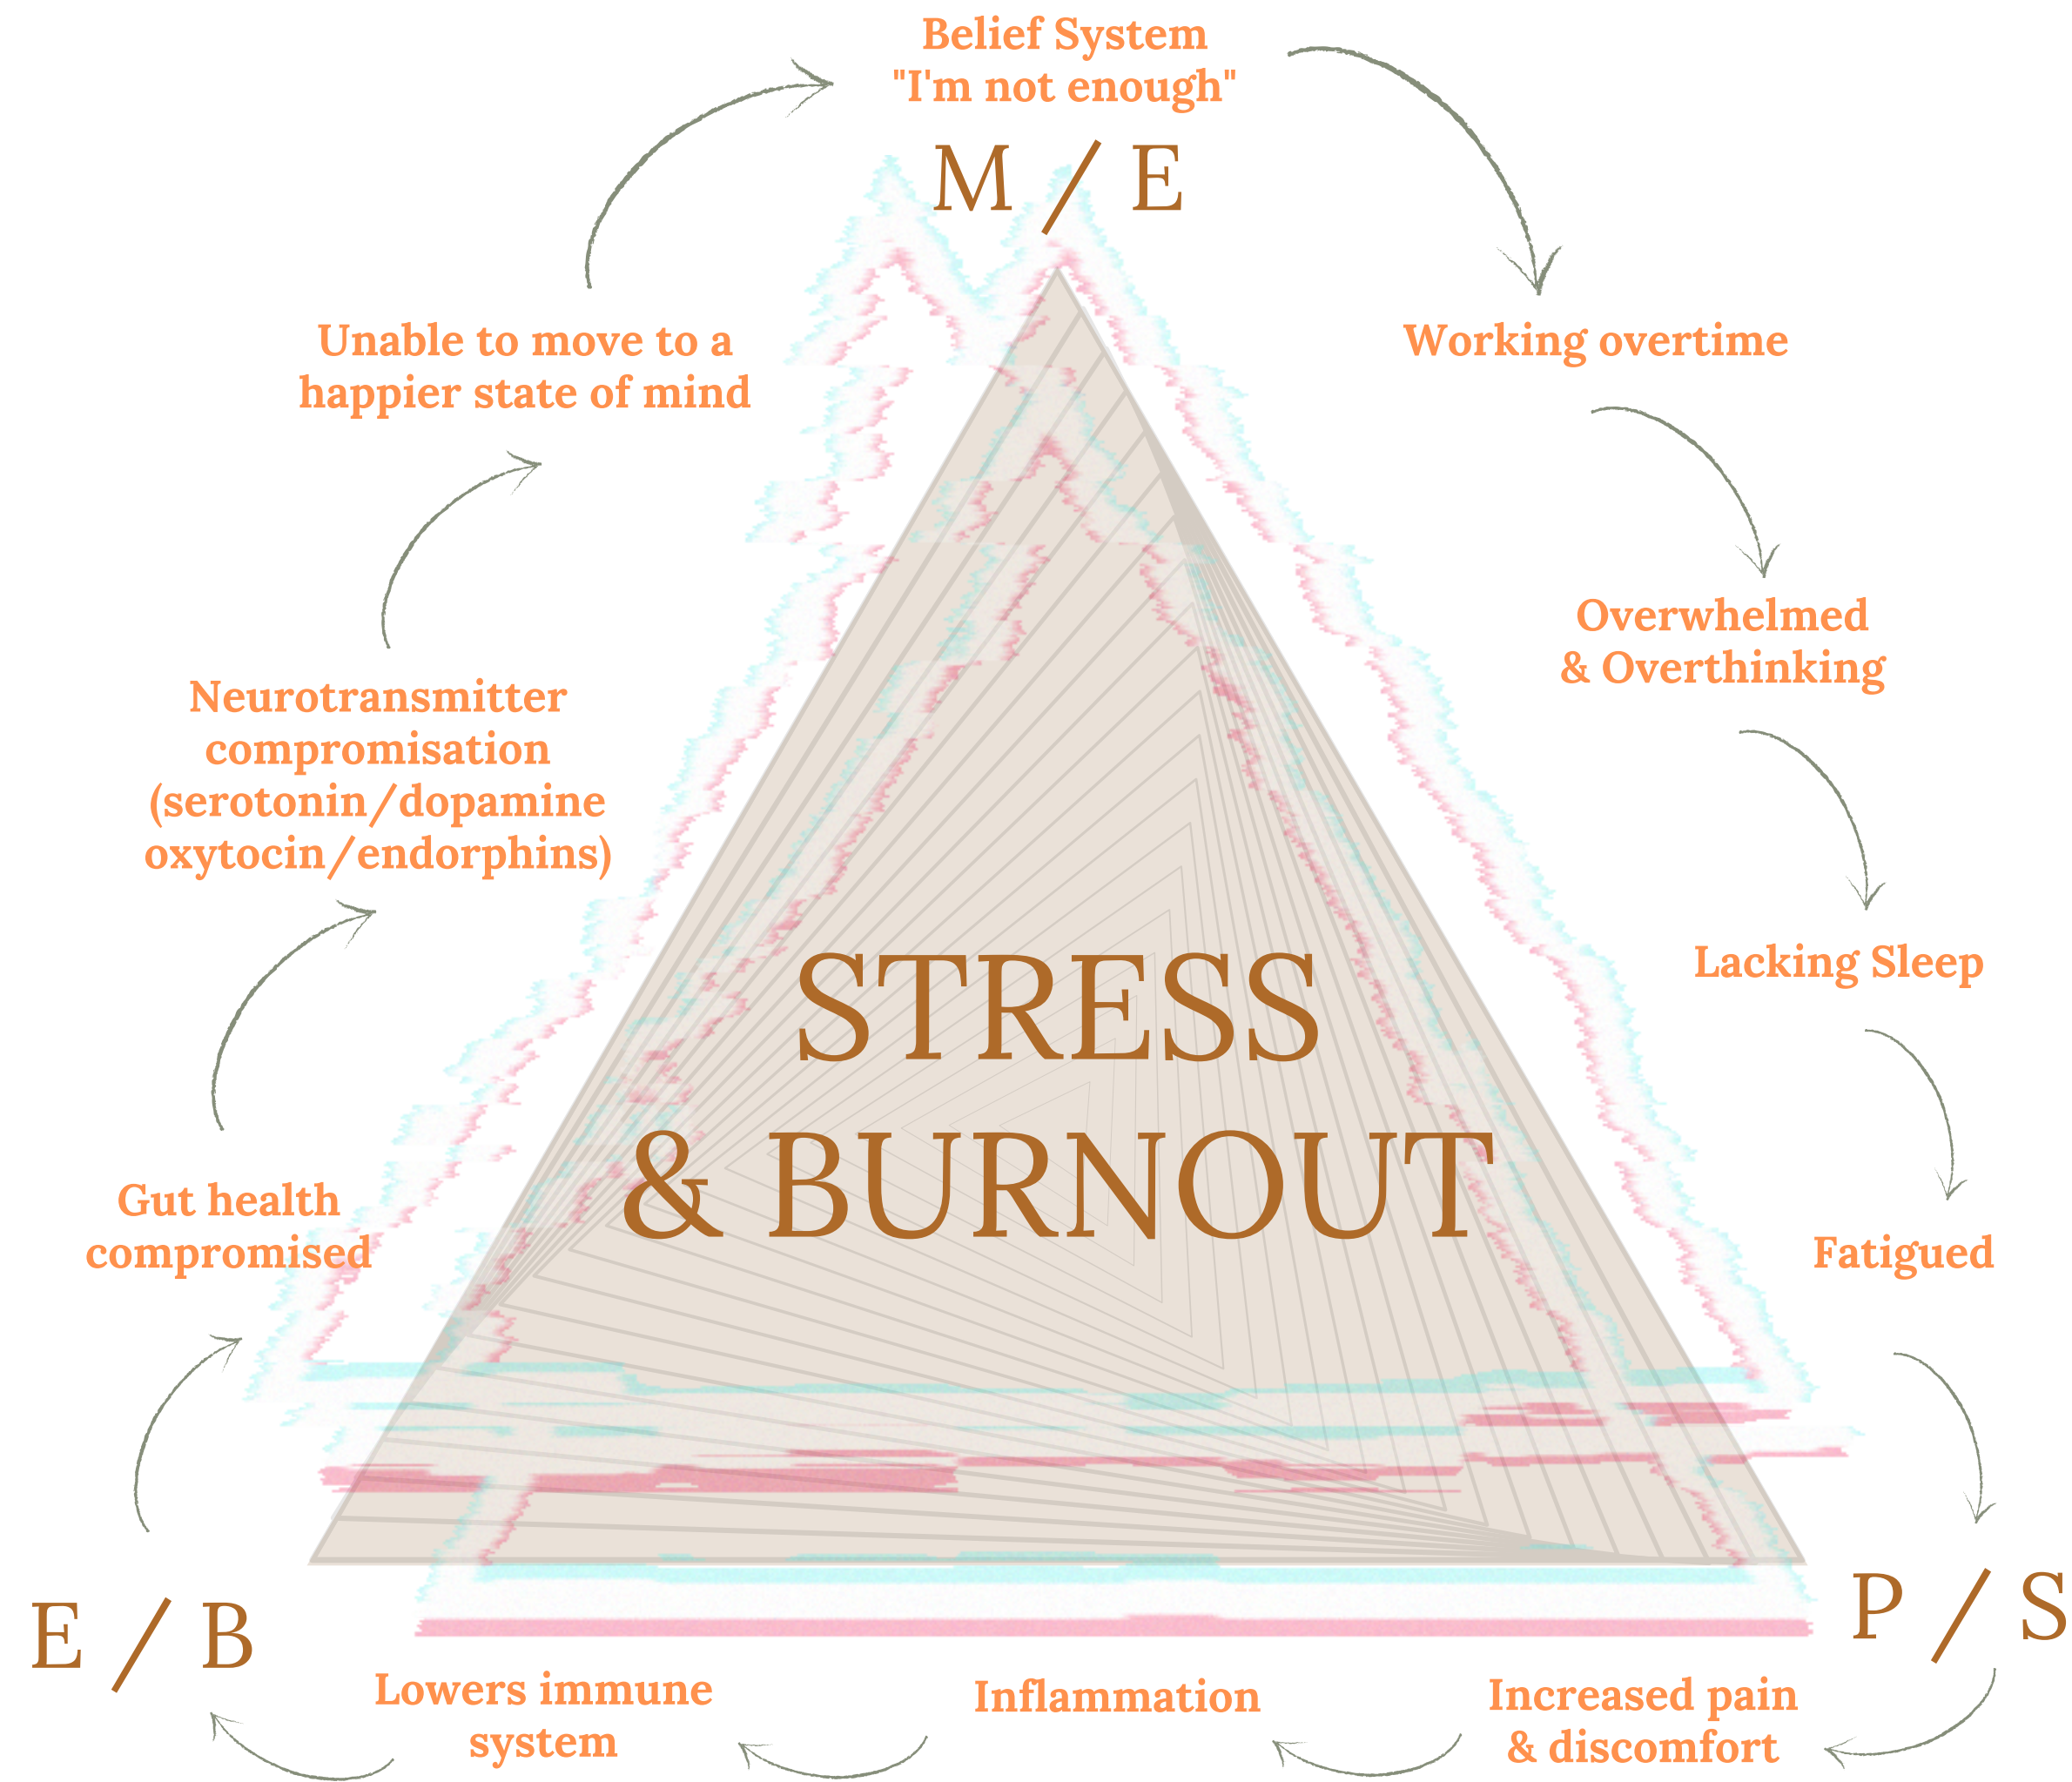 Belief System
"I'm not enough"
M / E
Working overtime
Overwhelmed
& Overthinking
Lacking Sleep
Fatigued
P / S
Increased pain
& discomfort
Inflammation
Lowers immune
system
E / B
Gut health
compromised
Neurotransmitter
compromisation
(serotonin/dopamine
oxytocin/endorphins)
Unable to move to a
happier state of mind
STRESS
& BURNOUT